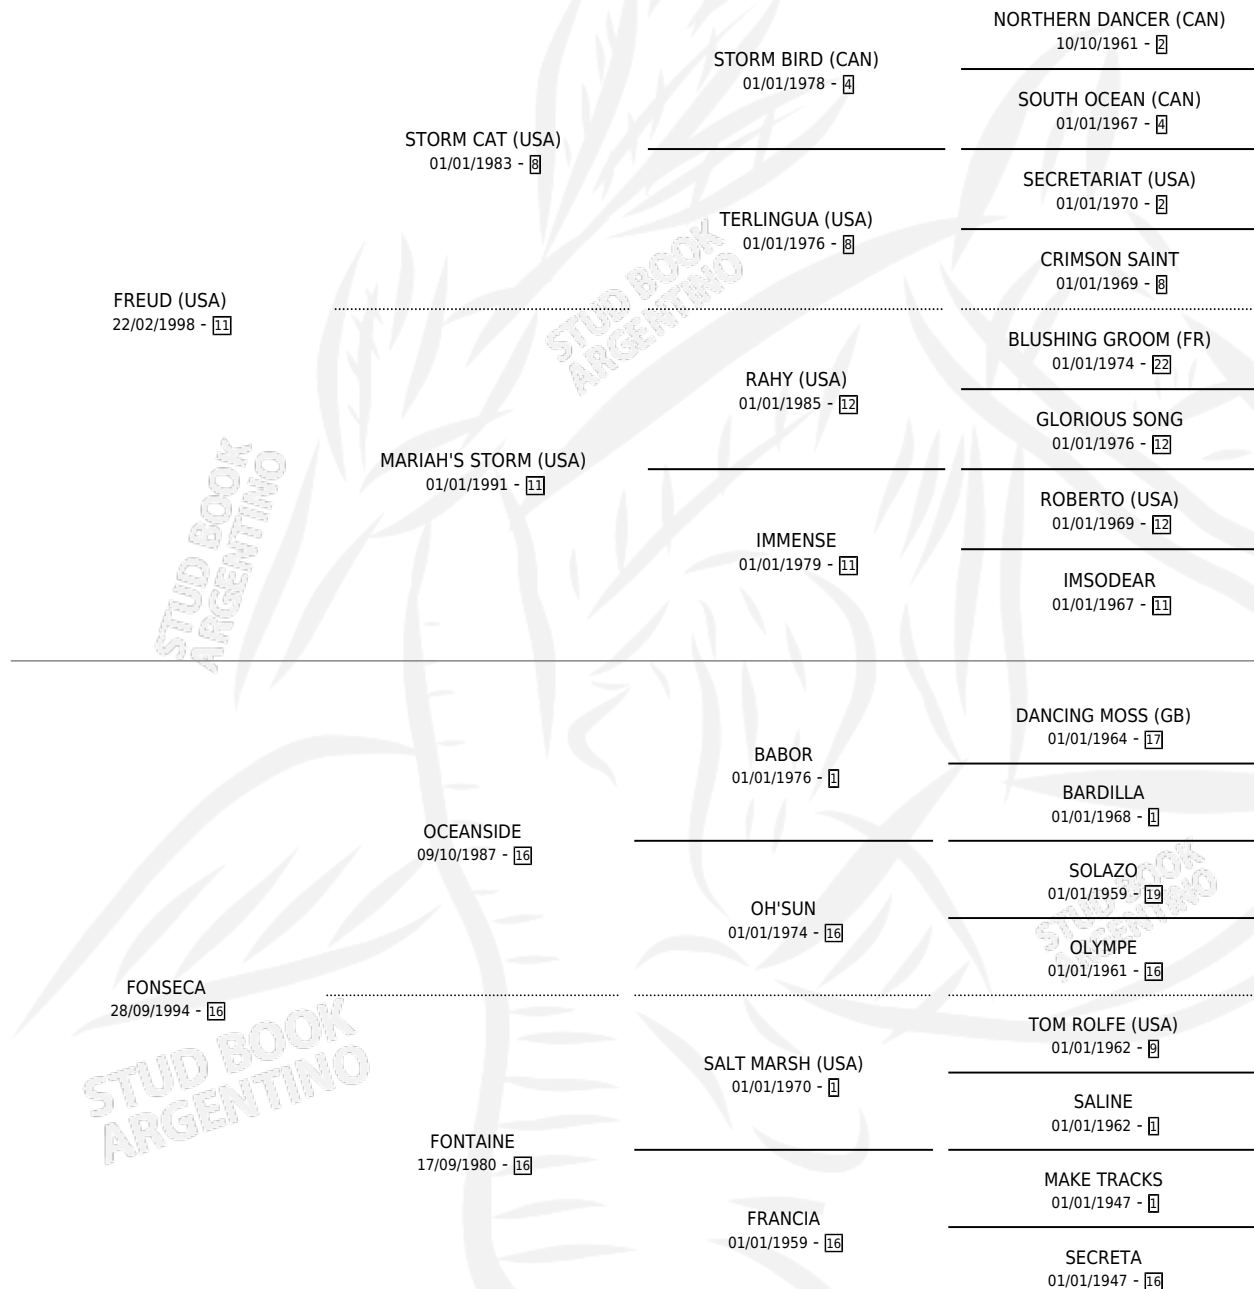 NORTHERN DANCER (CAN)
10/10/1961 - 2
STORM BIRD (CAN)
01/01/1978 - 4
SOUTH OCEAN (CAN)
01/01/1967 - 4
STORM CAT (USA)
01/01/1983 - 8
SECRETARIAT (USA)
01/01/1970 - 2
TERLINGUA (USA)
01/01/1976 - 8
CRIMSON SAINT
01/01/1969 - 8
FREUD (USA)
22/02/1998 - 11
STUD BOOK
ARGENTINO
BLUSHING GROOM (FR)
01/01/1974 - 22
RAHY (USA)
01/01/1985 - 12
GLORIOUS SONG
01/01/1976 - 12
MARIAH'S STORM (USA)
01/01/1991 - 11
ROBERTO (USA)
01/01/1969 - 12
IMMENSE
01/01/1979 - 11
IMSODEAR
01/01/1967 - 11
STUD BOOK
ARGENTINO
DANCING MOSS (GB)
01/01/1964 - 17
BABOR
01/01/1976 - 1
BARDILLA
01/01/1968 - 1
OCEANSIDE
09/10/1987 - 16
SOLAZO
01/01/1959 - 19
OH'SUN
01/01/1974 - 16
OLYMPE
01/01/1961 - 16
STUD BOOK
ARGENTINO
FONSECA
28/09/1994 - 16
STUD BOOK
ARGENTINO
TOM ROLFE (USA)
01/01/1962 - 9
SALT MARSH (USA)
01/01/1970 - 1
SALINE
01/01/1962 - 1
FONTAINE
17/09/1980 - 16
MAKE TRACKS
01/01/1947 - 1
FRANCIA
01/01/1959 - 16
SECRETA
01/01/1947 - 16